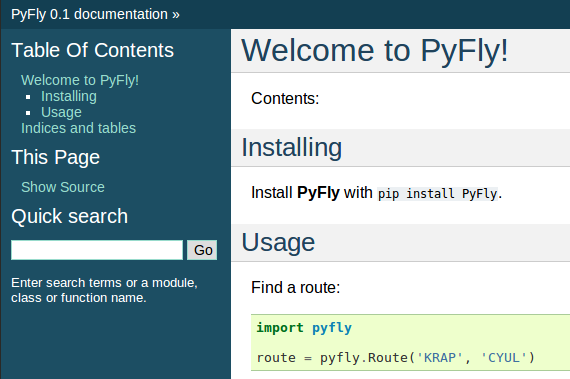 PyFly 0.1 documentation »
Table Of Contents
Welcome to PyFly!
Installing
Usage
Indices and tables
This Page
Show Source
Quick search
Go
Enter search terms or a module,
class or function name.
Welcome to PyFly!
Contents:
Installing
Install PyFly with pip install PyFly.
Usage
Find a route:
import pyfly
route = pyfly.Route('KRAP', 'CYUL')